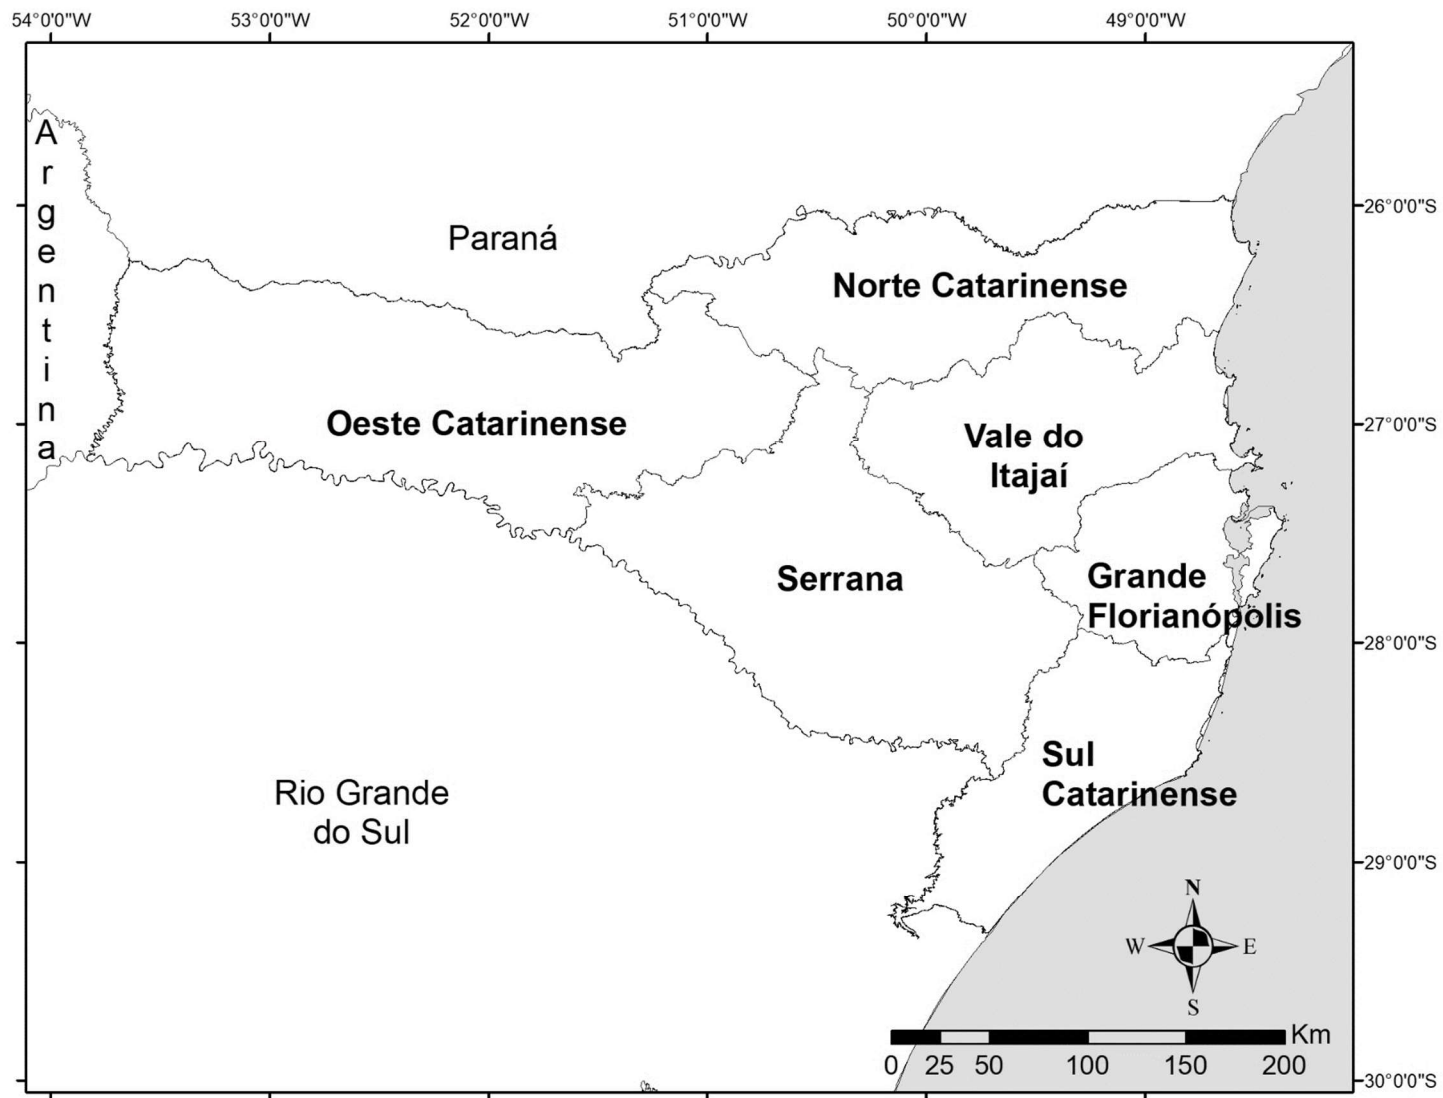 54°0'0"W 53°0'0"W 52°0'0"W 51°0'0"W 50°0'0"W 49°0'0"W
Argentina
26°0'0"S
Paraná
Norte Catarinense
Oeste Catarinense
27°0'0"S
Vale do
Itajaí
Serrana
Grande
Florianópolis
28°0'0"S
Sul
Catarinense
Rio Grande
do Sul
29°0'0"S
N
W E
S
Km
0 25 50 100 150 200
30°0'0"S